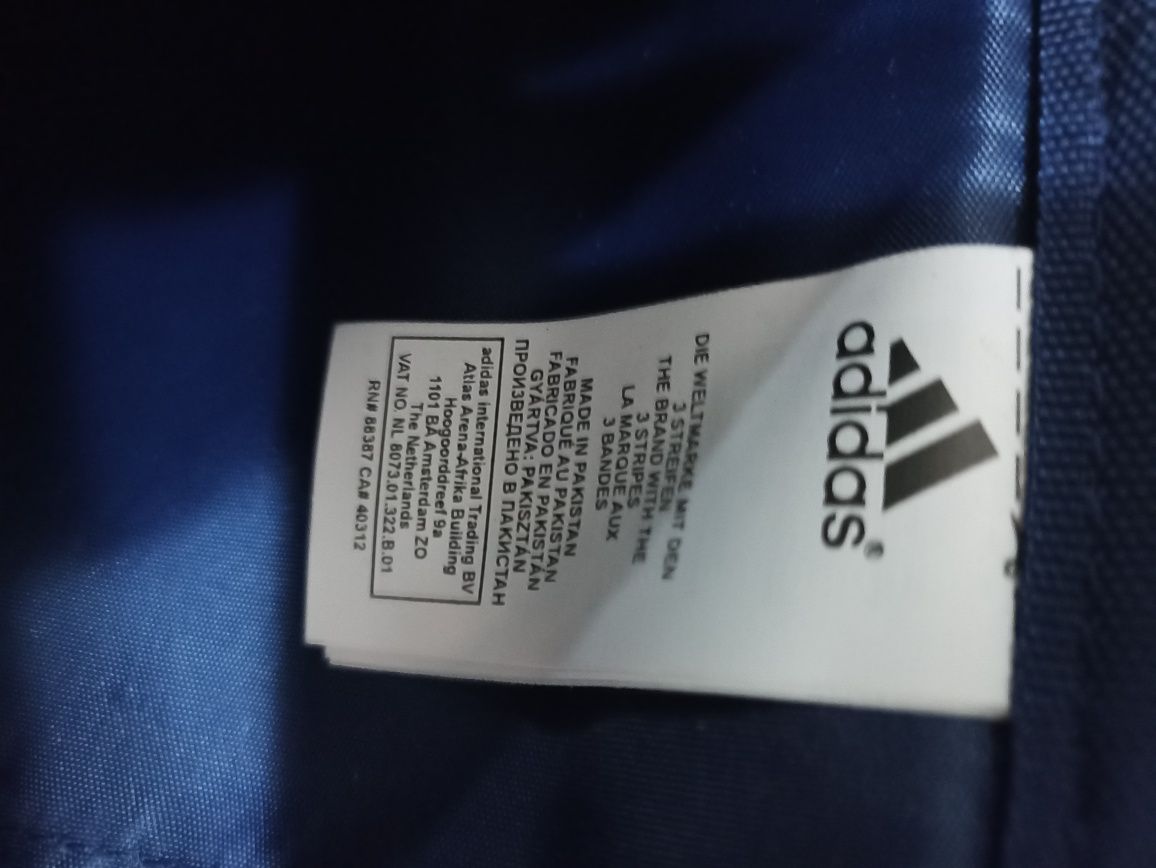 adidas®
DIE WELTMARKE MIT DEN
3 STREIFEN
THE BRAND WITH THE
3 STRIPES
LA MARQUE AUX
3 BANDES
MADE IN PAKISTAN
FABRIQUÉ AU PAKISTAN
FABRICADO EN PAKISTÁN
GYÁRTVA: PAKISZTÁN
ПРОИЗВЕДЕНО В ПАКИСТАН
adidas International Trading BV
Atlas Arena-Afrika Building
Hoogoorddreef 9a
1101 BA Amsterdam ZO
The Netherlands
VAT NO. NL 8073.01.322.B.01
RN# 88387 CA# 40312